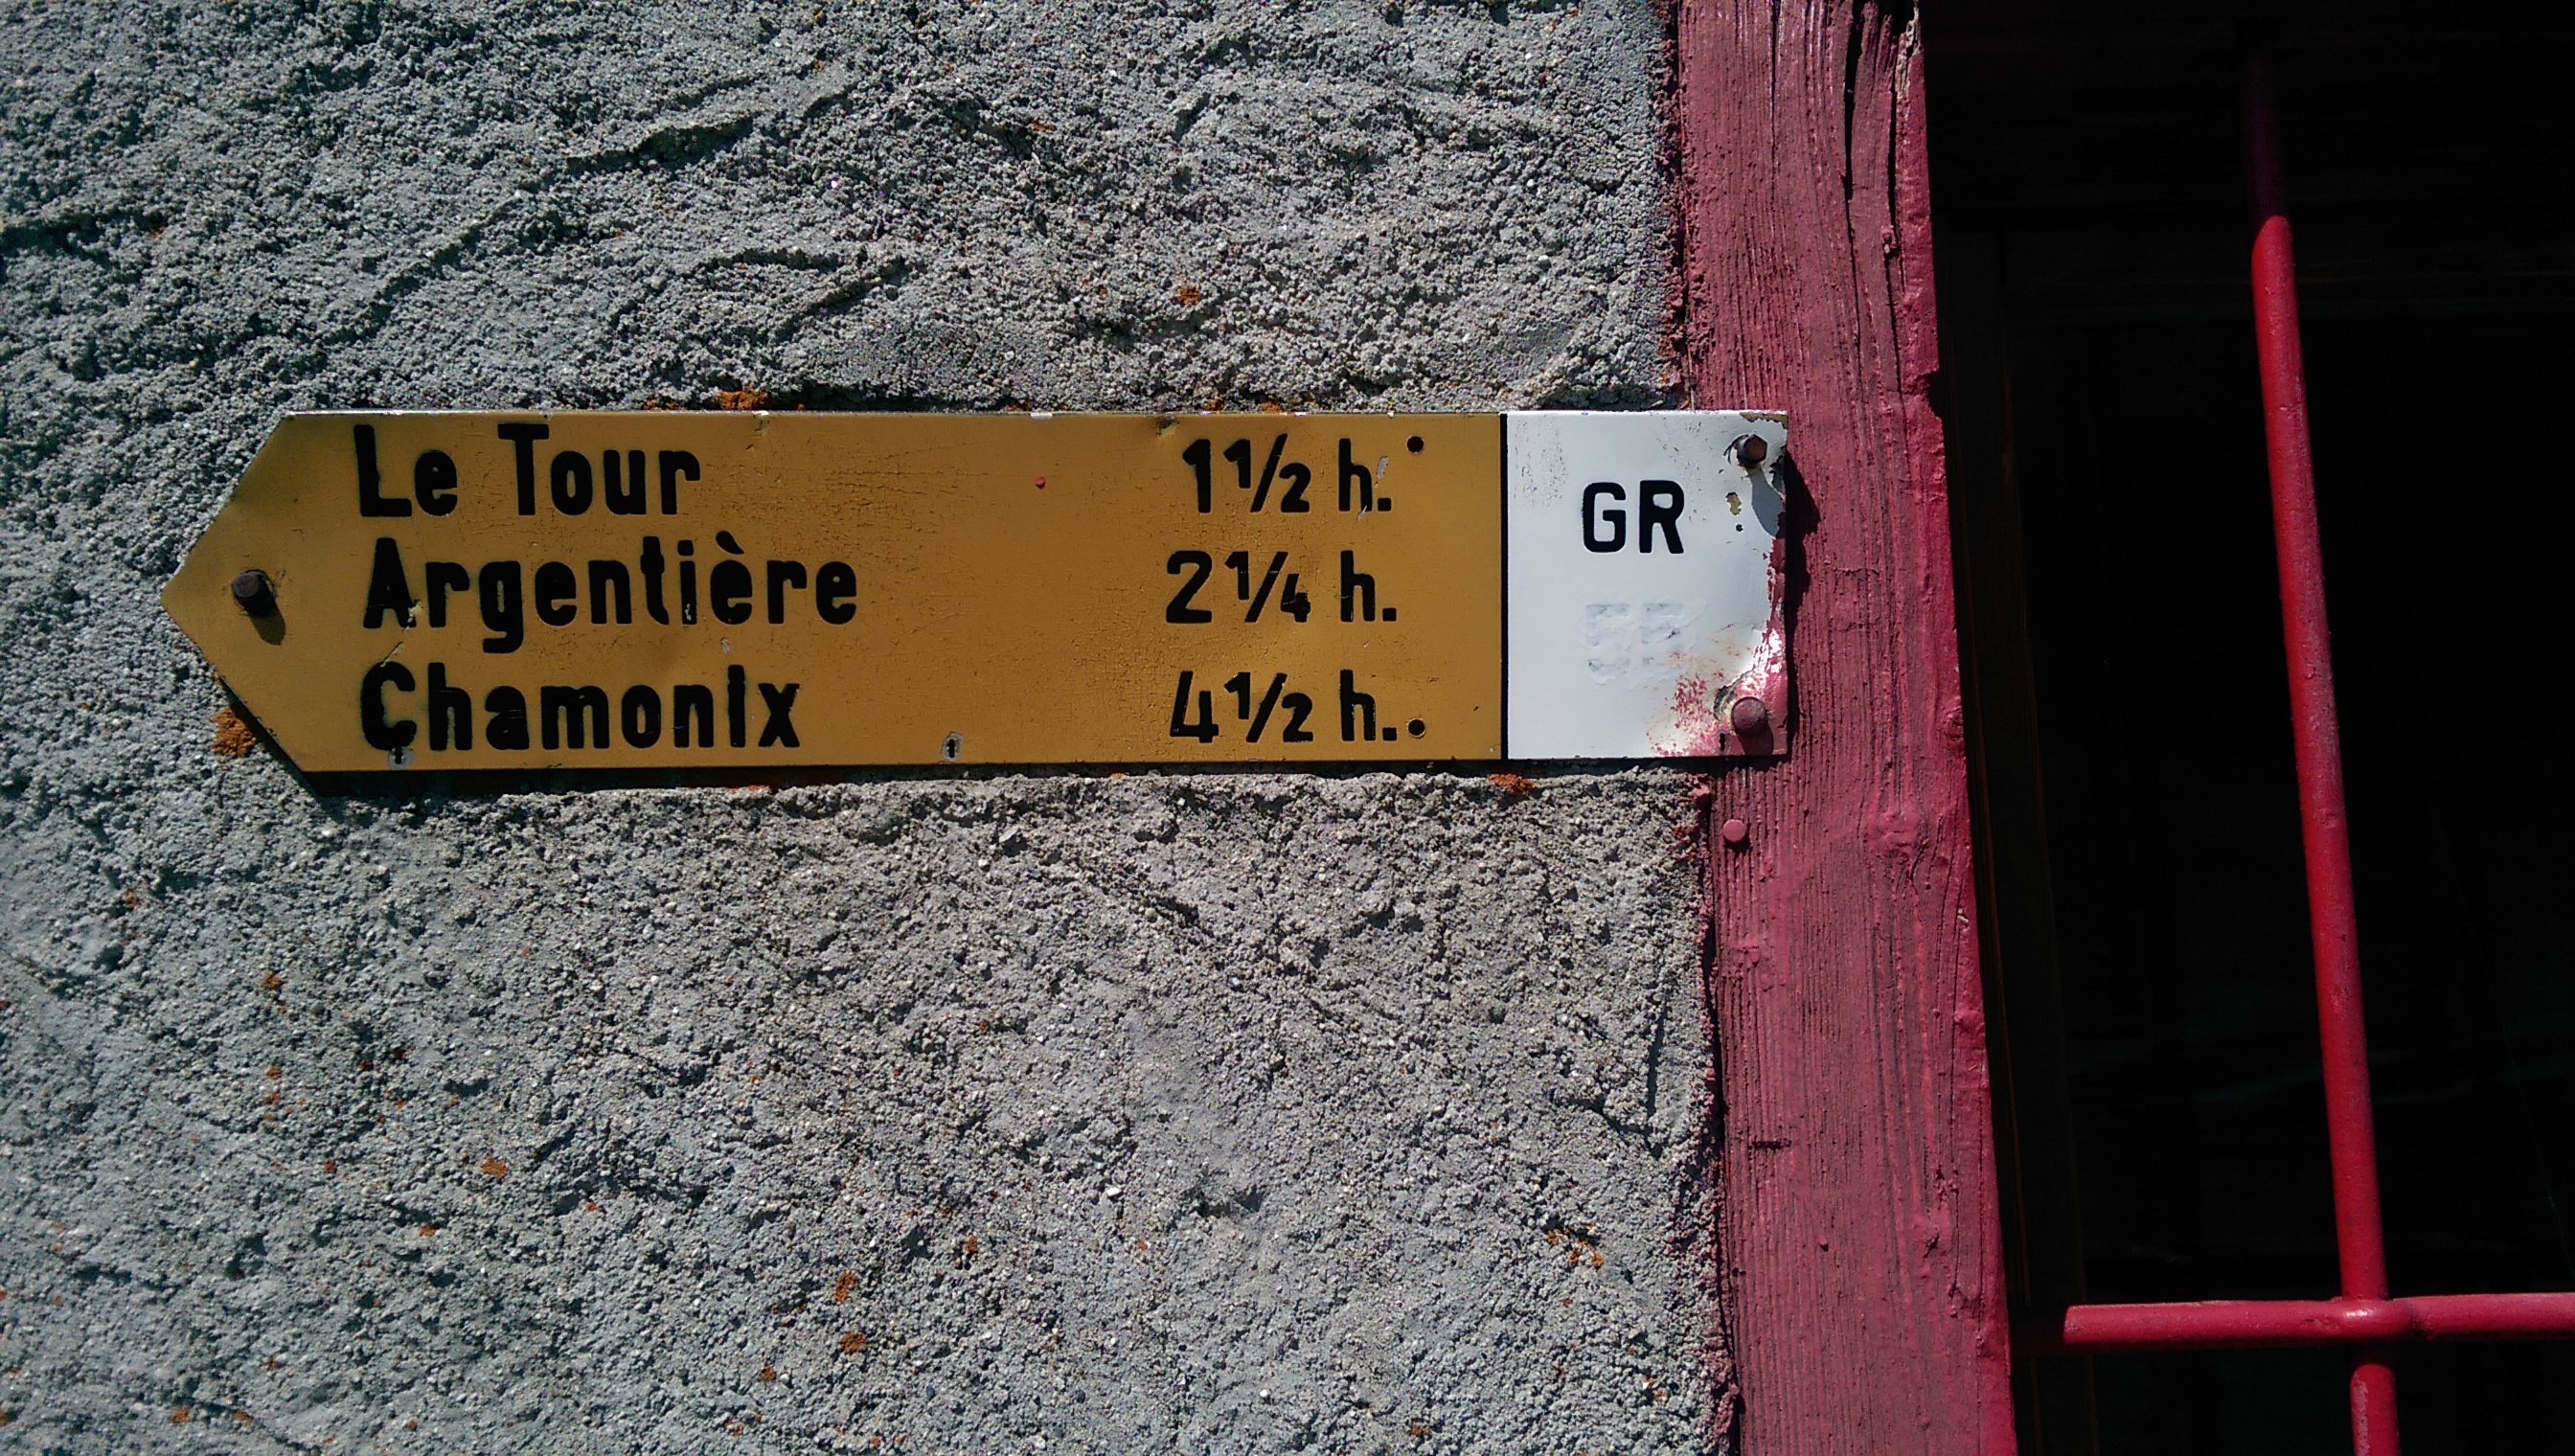 Le Tour 1½ h.
Argentière 2¼ h.
Chamonix 4½ h.
GR